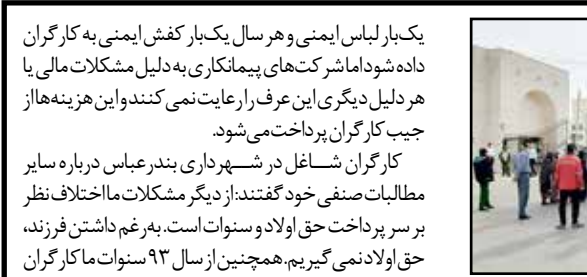 یک‌بار لباس ایمنی و هر سال یک‌بار کفش ایمنی به کارگران
داده شود اما شرکت‌های پیمانکاری به دلیل مشکلات مالی یا
هر دلیل دیگری این عرف را رعایت نمی‌کنند و این هزینه‌ها از
جیب کارگران پرداخت می‌شود.
کارگران شاغل در شهرداری بندرعباس درباره سایر
مطالبات صنفی خود گفتند: از دیگر مشکلات ما اختلاف نظر
بر سر پرداخت حق اولاد و سنوات است. به‌رغم داشتن فرزند،
حق اولاد نمی‌گیریم. همچنین از سال ۹۳ سنوات ما کارگران